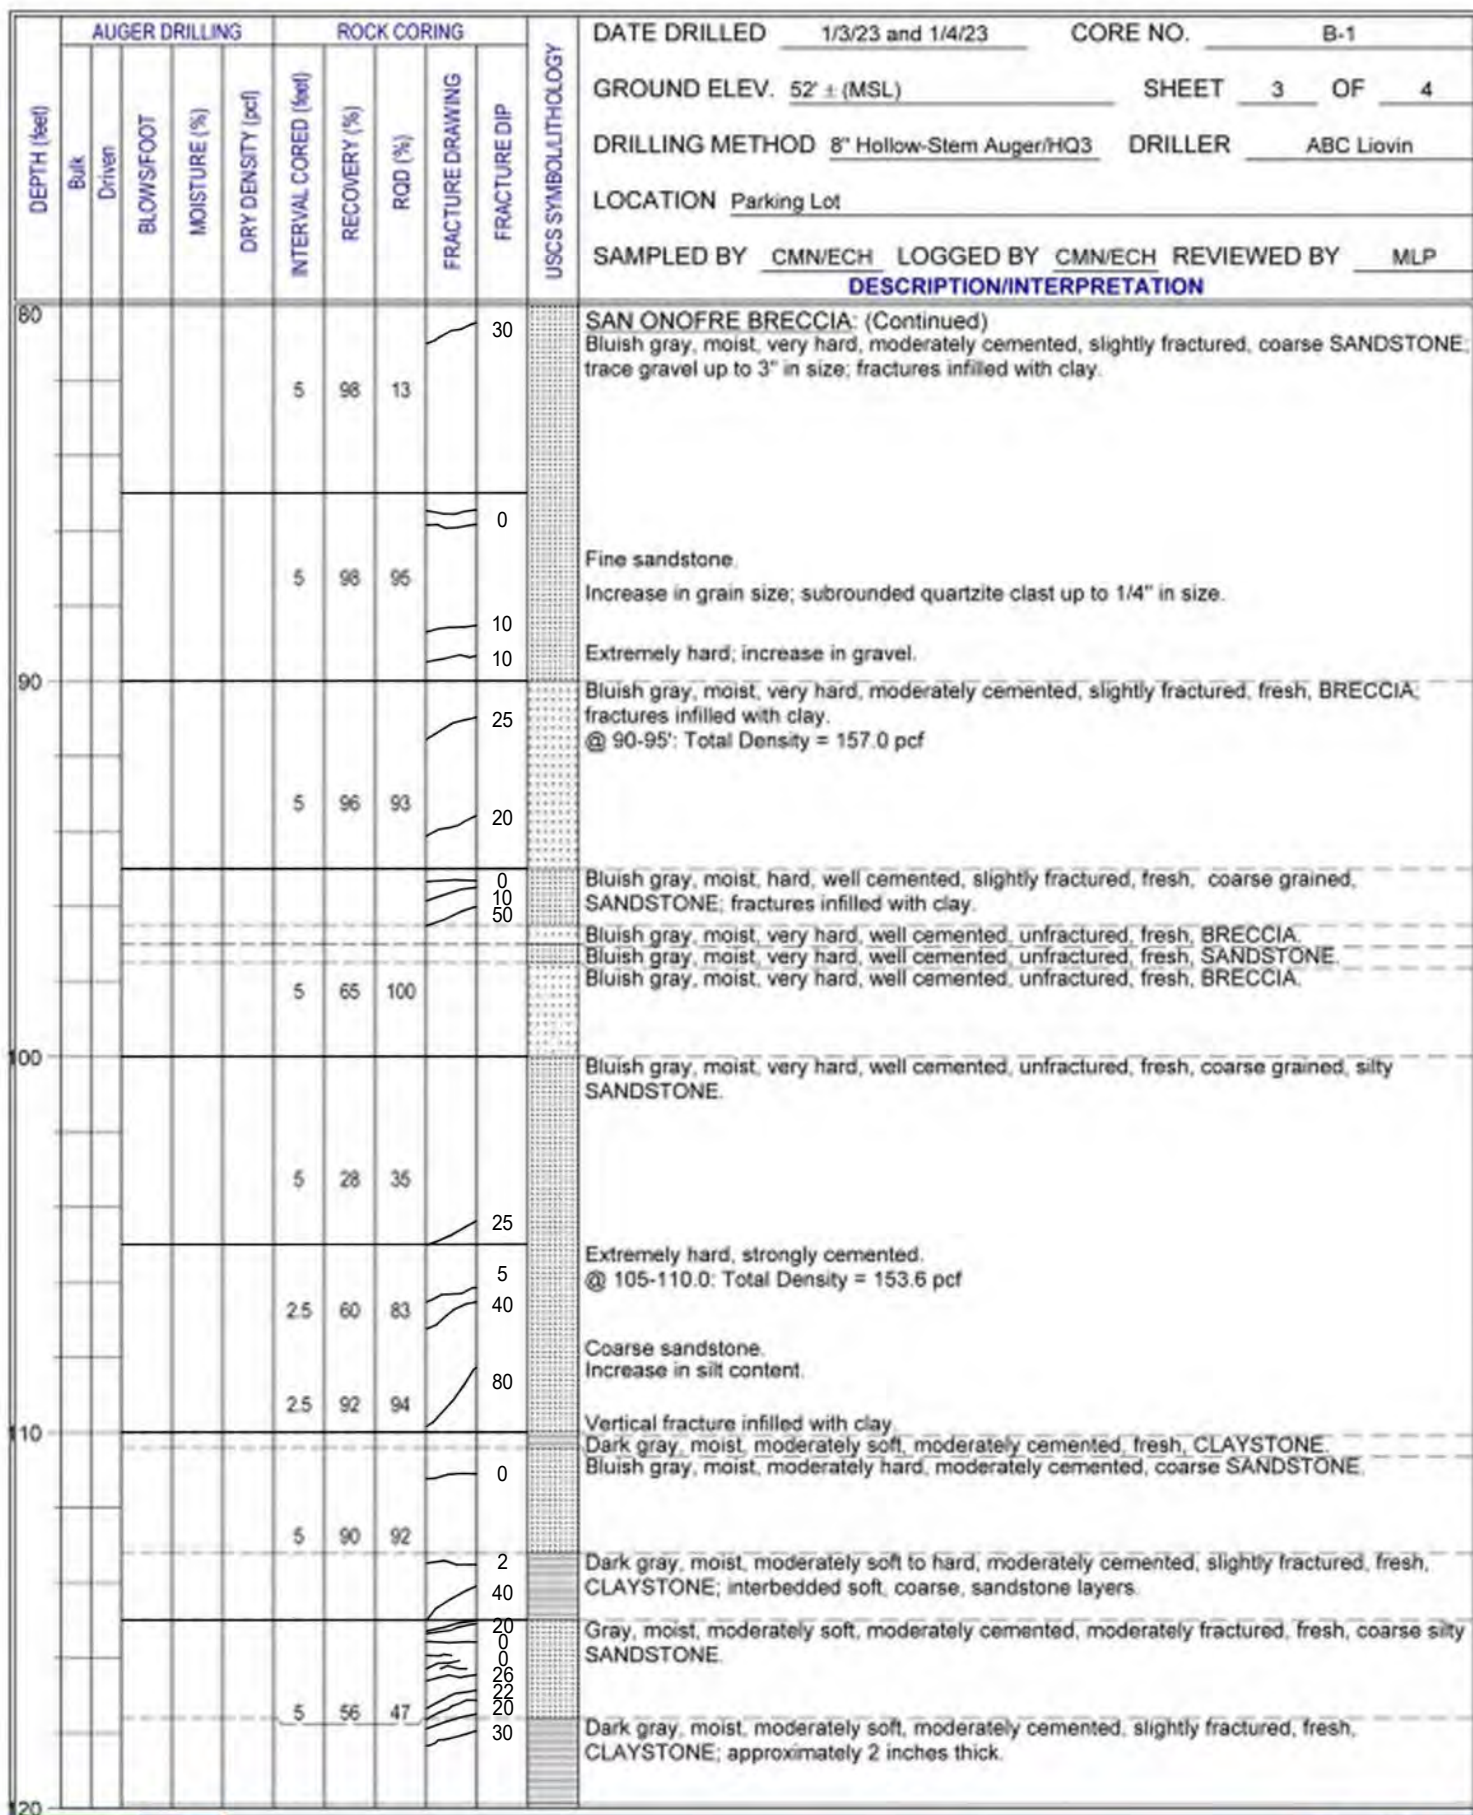 AUGER DRILLING
ROCK CORING
DEPTH (feet)
Bulk
Driven
BLOWS/FOOT
MOISTURE (%)
DRY DENSITY (pcf)
INTERVAL CORED (feet)
RECOVERY (%)
RQD (%)
FRACTURE DRAWING
FRACTURE DIP
USCS SYMBOL/LITHOLOGY
DATE DRILLED 1/3/23 and 1/4/23 CORE NO. B-1
GROUND ELEV. 52' ± (MSL) SHEET 3 OF 4
DRILLING METHOD 8" Hollow-Stem Auger/HQ3 DRILLER ABC Liovin
LOCATION Parking Lot
SAMPLED BY CMN/ECH LOGGED BY CMN/ECH REVIEWED BY MLP
DESCRIPTION/INTERPRETATION
80
30
SAN ONOFRE BRECCIA: (Continued)
Bluish gray, moist, very hard, moderately cemented, slightly fractured, coarse SANDSTONE;
trace gravel up to 3" in size; fractures infilled with clay.
5 98 13
0
Fine sandstone.
5 98 95
Increase in grain size; subrounded quartzite clast up to 1/4" in size.
10
10
Extremely hard; increase in gravel.
90
Bluish gray, moist, very hard, moderately cemented, slightly fractured, fresh, BRECCIA;
25
fractures infilled with clay.
@ 90-95': Total Density = 157.0 pcf
5 96 93
20
0
Bluish gray, moist, hard, well cemented, slightly fractured, fresh, coarse grained,
10
50
SANDSTONE; fractures infilled with clay.
Bluish gray, moist, very hard, well cemented, unfractured, fresh, BRECCIA.
Bluish gray, moist, very hard, well cemented, unfractured, fresh, SANDSTONE.
Bluish gray, moist, very hard, well cemented, unfractured, fresh, BRECCIA.
5 65 100
100
Bluish gray, moist, very hard, well cemented, unfractured, fresh, coarse grained, silty
SANDSTONE.
5 28 35
25
Extremely hard, strongly cemented.
5
@ 105-110.0: Total Density = 153.6 pcf
2.5 60 83
40
Coarse sandstone.
Increase in silt content.
80
2.5 92 94
Vertical fracture infilled with clay.
110
Dark gray, moist, moderately soft, moderately cemented, fresh, CLAYSTONE.
Bluish gray, moist, moderately hard, moderately cemented, coarse SANDSTONE.
0
5 90 92
2
Dark gray, moist, moderately soft to hard, moderately cemented, slightly fractured, fresh,
40
CLAYSTONE; interbedded soft, coarse, sandstone layers.
20
Gray, moist, moderately soft, moderately cemented, moderately fractured, fresh, coarse silty
0
0
SANDSTONE.
26
22
20
5 56 47
30
Dark gray, moist, moderately soft, moderately cemented, slightly fractured, fresh,
CLAYSTONE; approximately 2 inches thick.
120